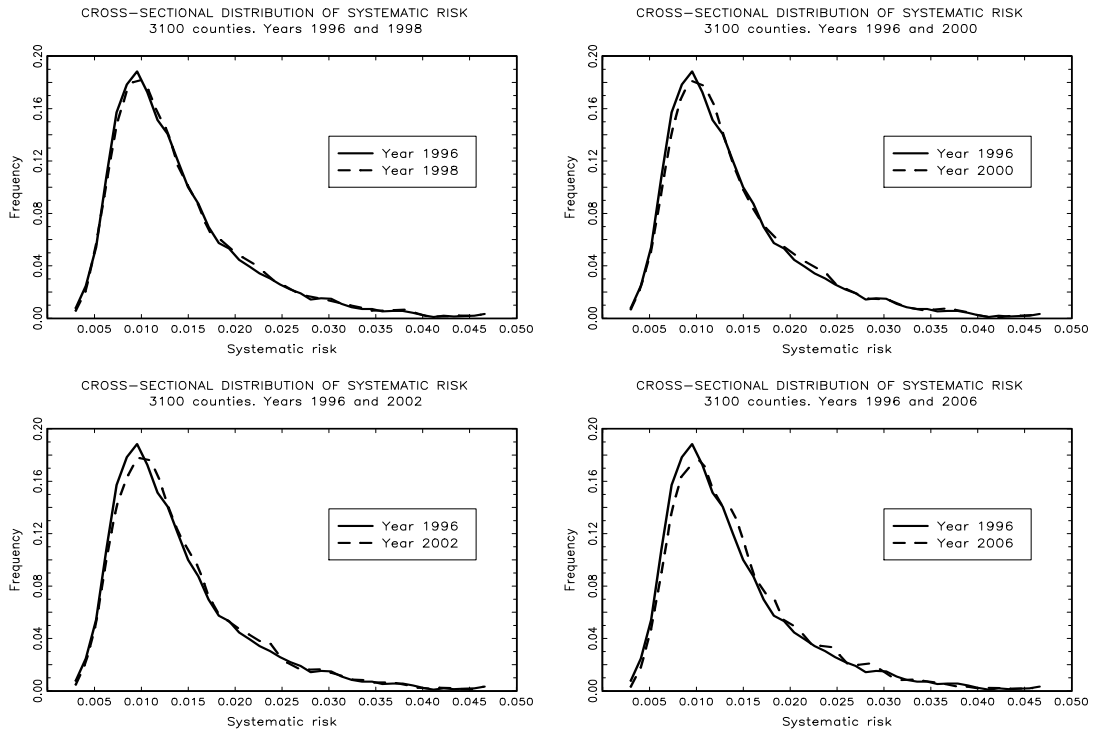 CROSS-SECTIONAL DISTRIBUTION OF SYSTEMATIC RISK
3100 counties. Years 1996 and 1998
Frequency
0.00 0.04 0.08 0.12 0.16 0.20
Year 1996
Year 1998
0.005 0.010 0.015 0.020 0.025 0.030 0.035 0.040 0.045 0.050
Systematic risk
CROSS-SECTIONAL DISTRIBUTION OF SYSTEMATIC RISK
3100 counties. Years 1996 and 2000
Frequency
0.00 0.04 0.08 0.12 0.16 0.20
Year 1996
Year 2000
0.005 0.010 0.015 0.020 0.025 0.030 0.035 0.040 0.045 0.050
Systematic risk
CROSS-SECTIONAL DISTRIBUTION OF SYSTEMATIC RISK
3100 counties. Years 1996 and 2002
Frequency
0.00 0.04 0.08 0.12 0.16 0.20
Year 1996
Year 2002
0.005 0.010 0.015 0.020 0.025 0.030 0.035 0.040 0.045 0.050
Systematic risk
CROSS-SECTIONAL DISTRIBUTION OF SYSTEMATIC RISK
3100 counties. Years 1996 and 2006
Frequency
0.00 0.04 0.08 0.12 0.16 0.20
Year 1996
Year 2006
0.005 0.010 0.015 0.020 0.025 0.030 0.035 0.040 0.045 0.050
Systematic risk